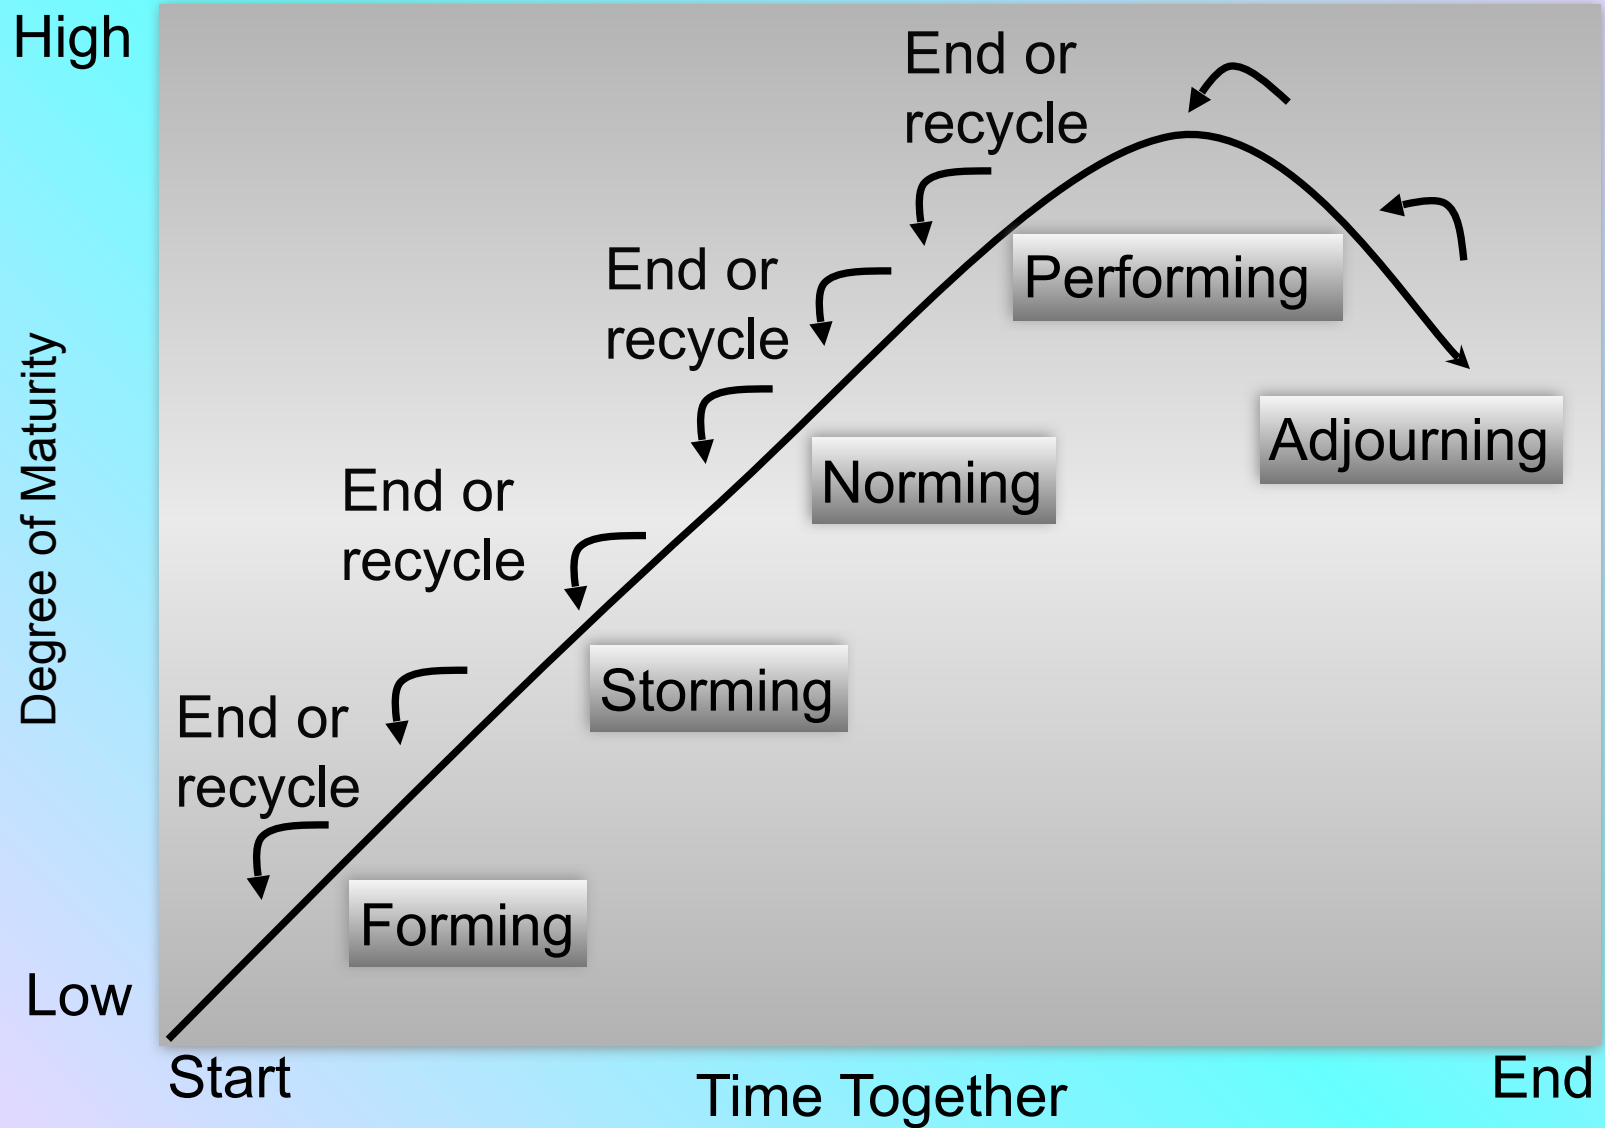 High
End or
recycle
End or
recycle
Performing
Degree of Maturity
Adjourning
Norming
End or
recycle
Storming
End or
recycle
Forming
Low
Start
Time Together
End